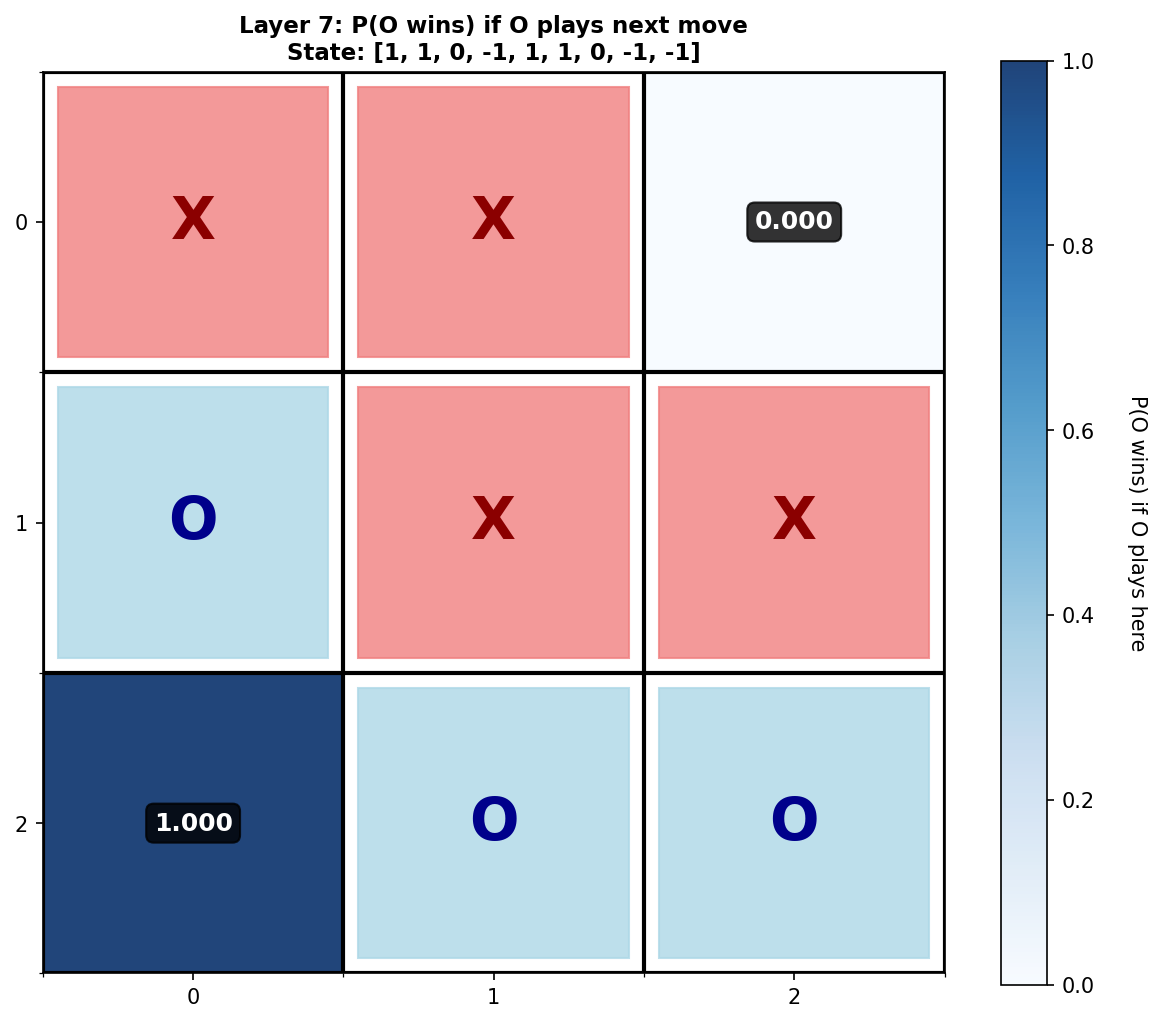 Layer 7: P(O wins) if O plays next move
State: [1, 1, 0, -1, 1, 1, 0, -1, -1]
1.0
0.8
0.6
0.4
0.2
0.0
P(O wins) if O plays here
0
X
X
0.000
1
O
X
X
2
1.000
O
O
0
1
2